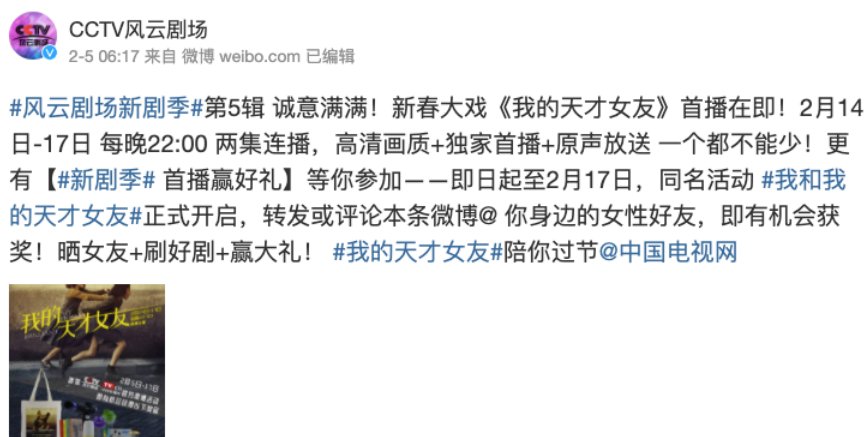 CCTV风云剧场
2-5 06:17 来自 微博 weibo.com 已编辑
#风云剧场新剧季#第5辑 诚意满满！新春大戏《我的天才女友》首播在即！2月14
日-17日 每晚22:00 两集连播，高清画质+独家首播+原声放送 一个都不能少！更
有【#新剧季# 首播赢好礼】等你参加——即日起至2月17日，同名活动 #我和我
的天才女友#正式开启，转发或评论本条微博@ 你身边的女性好友，即有机会获
奖！晒女友+刷好剧+赢大礼！ #我的天才女友#陪你过节@中国电视网
我的
天才女友